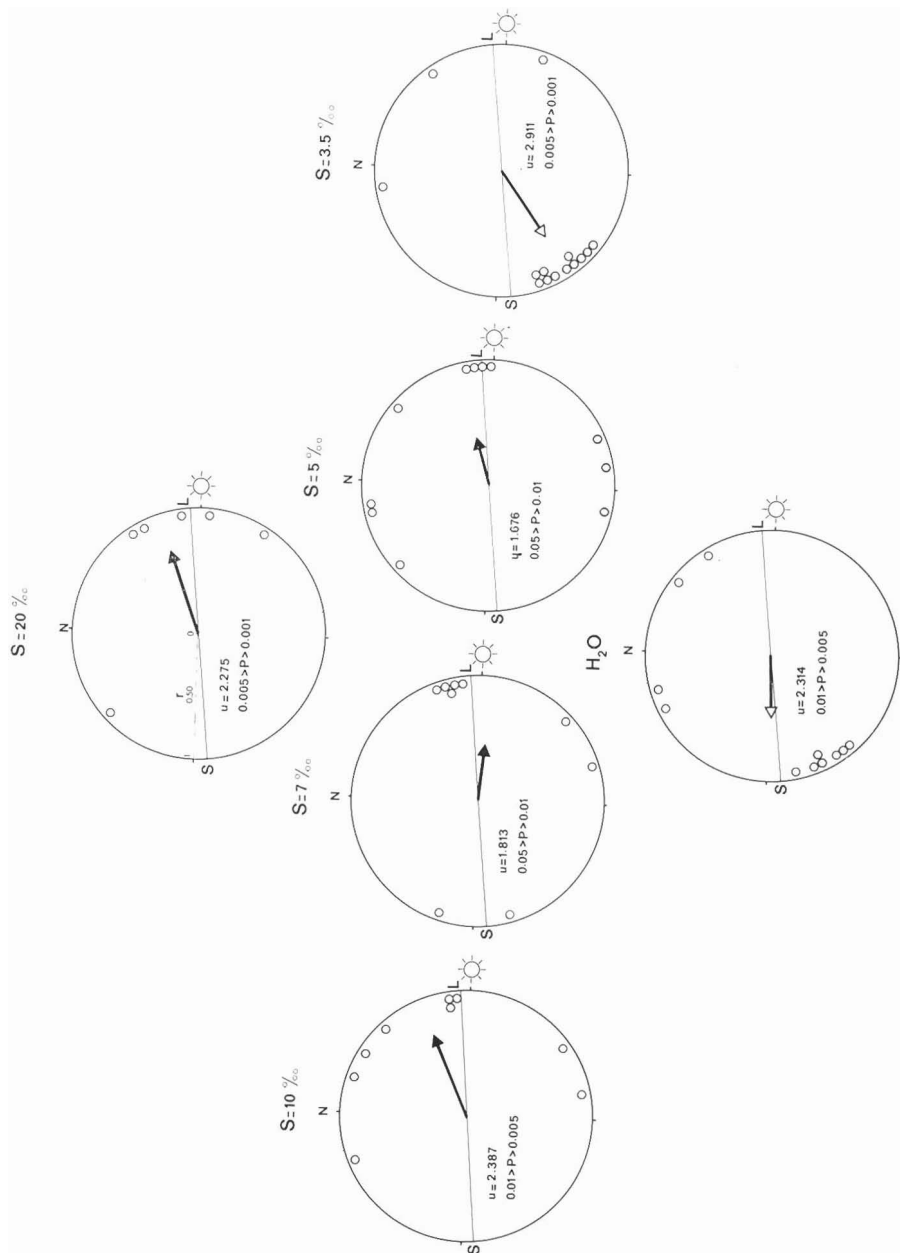 S=3.5 ‰
N
L
u=2.911
0.005>P>0.001
S
S=20 ‰
N
L
0
r
0.50
1
u=2.275
0.005>P>0.001
S
S=5 ‰
N
L
u=1.676
0.05>P>0.01
S
S=7 ‰
N
L
u=1.813
0.05>P>0.01
S
H₂O
N
L
u=2.314
0.01>P>0.005
S
S=10 ‰
N
L
u=2.387
0.01>P>0.005
S